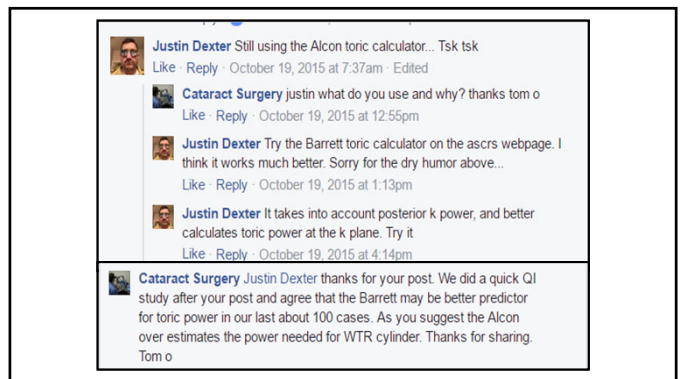 Justin Dexter Still using the Alcon toric calculator... Tsk tsk
Like · Reply · October 19, 2015 at 7:37am · Edited
Cataract Surgery justin what do you use and why? thanks tom o
Like · Reply · October 19, 2015 at 12:55pm
Justin Dexter Try the Barrett toric calculator on the ascrs webpage. I
think it works much better. Sorry for the dry humor above...
Like · Reply · October 19, 2015 at 1:13pm
Justin Dexter It takes into account posterior k power, and better
calculates toric power at the k plane. Try it
Like · Reply · October 19, 2015 at 4:14pm
Cataract Surgery Justin Dexter thanks for your post. We did a quick QI
study after your post and agree that the Barrett may be better predictor
for toric power in our last about 100 cases. As you suggest the Alcon
over estimates the power needed for WTR cylinder. Thanks for sharing.
Tom o